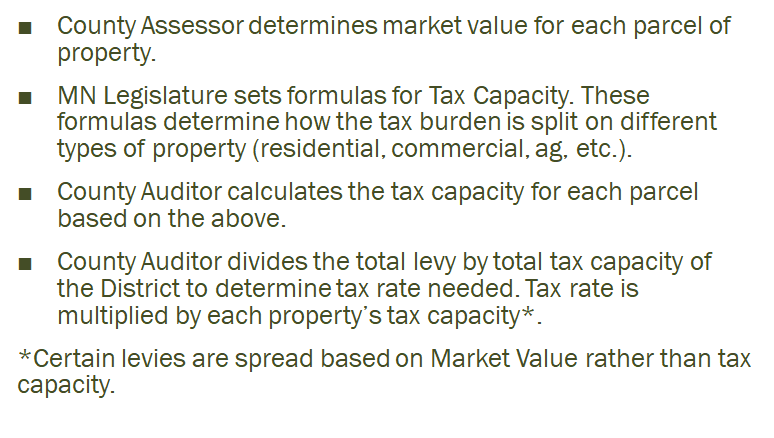 ■ County Assessor determines market value for each parcel of
property.
■ MN Legislature sets formulas for Tax Capacity. These
formulas determine how the tax burden is split on different
types of property (residential, commercial, ag, etc.).
■ County Auditor calculates the tax capacity for each parcel
based on the above.
■ County Auditor divides the total levy by total tax capacity of
the District to determine tax rate needed. Tax rate is
multiplied by each property’s tax capacity*.
*Certain levies are spread based on Market Value rather than tax
capacity.